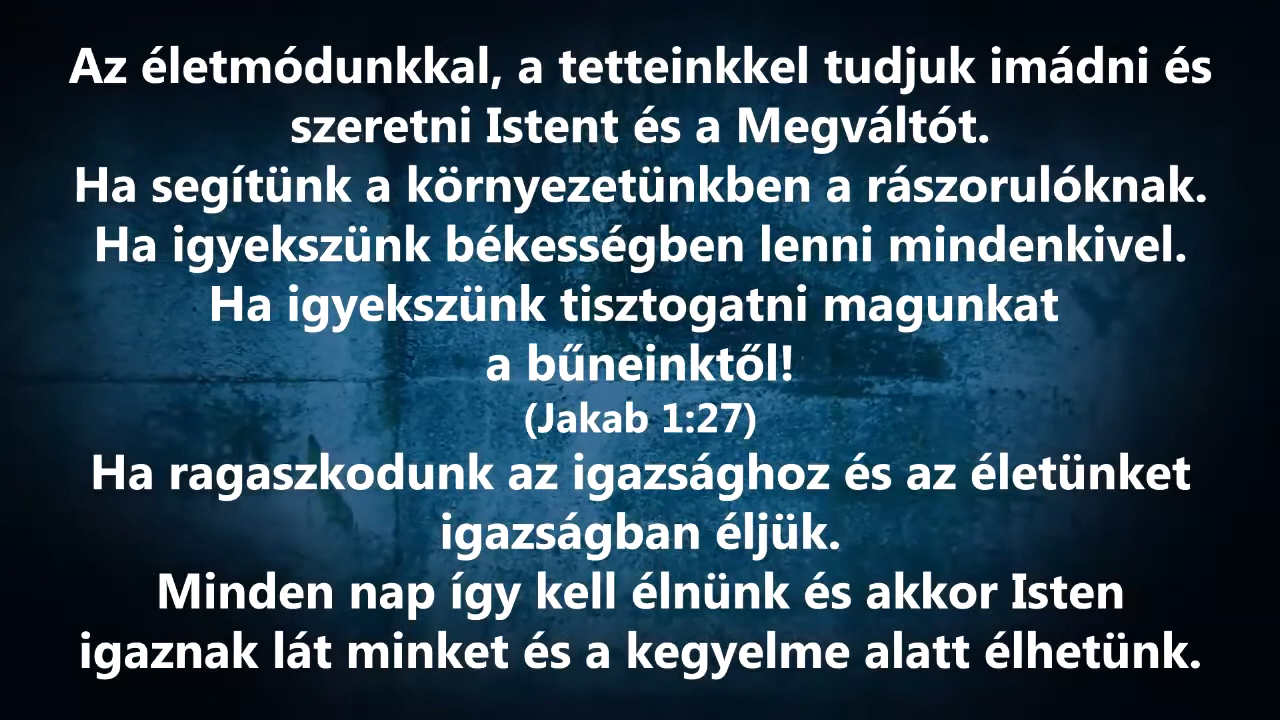 Az életmódunkkal, a tetteinkkel tudjuk imádni és
szeretni Istent és a Megváltót.
Ha segítünk a környezetünkben a rászorulóknak.
Ha igyekszünk békességben lenni mindenkivel.
Ha igyekszünk tisztogatni magunkat
a bűneinktől!
(Jakab 1:27)
Ha ragaszkodunk az igazsághoz és az életünket
igazságban éljük.
Minden nap így kell élnünk és akkor Isten
igaznak lát minket és a kegyelme alatt élhetünk.